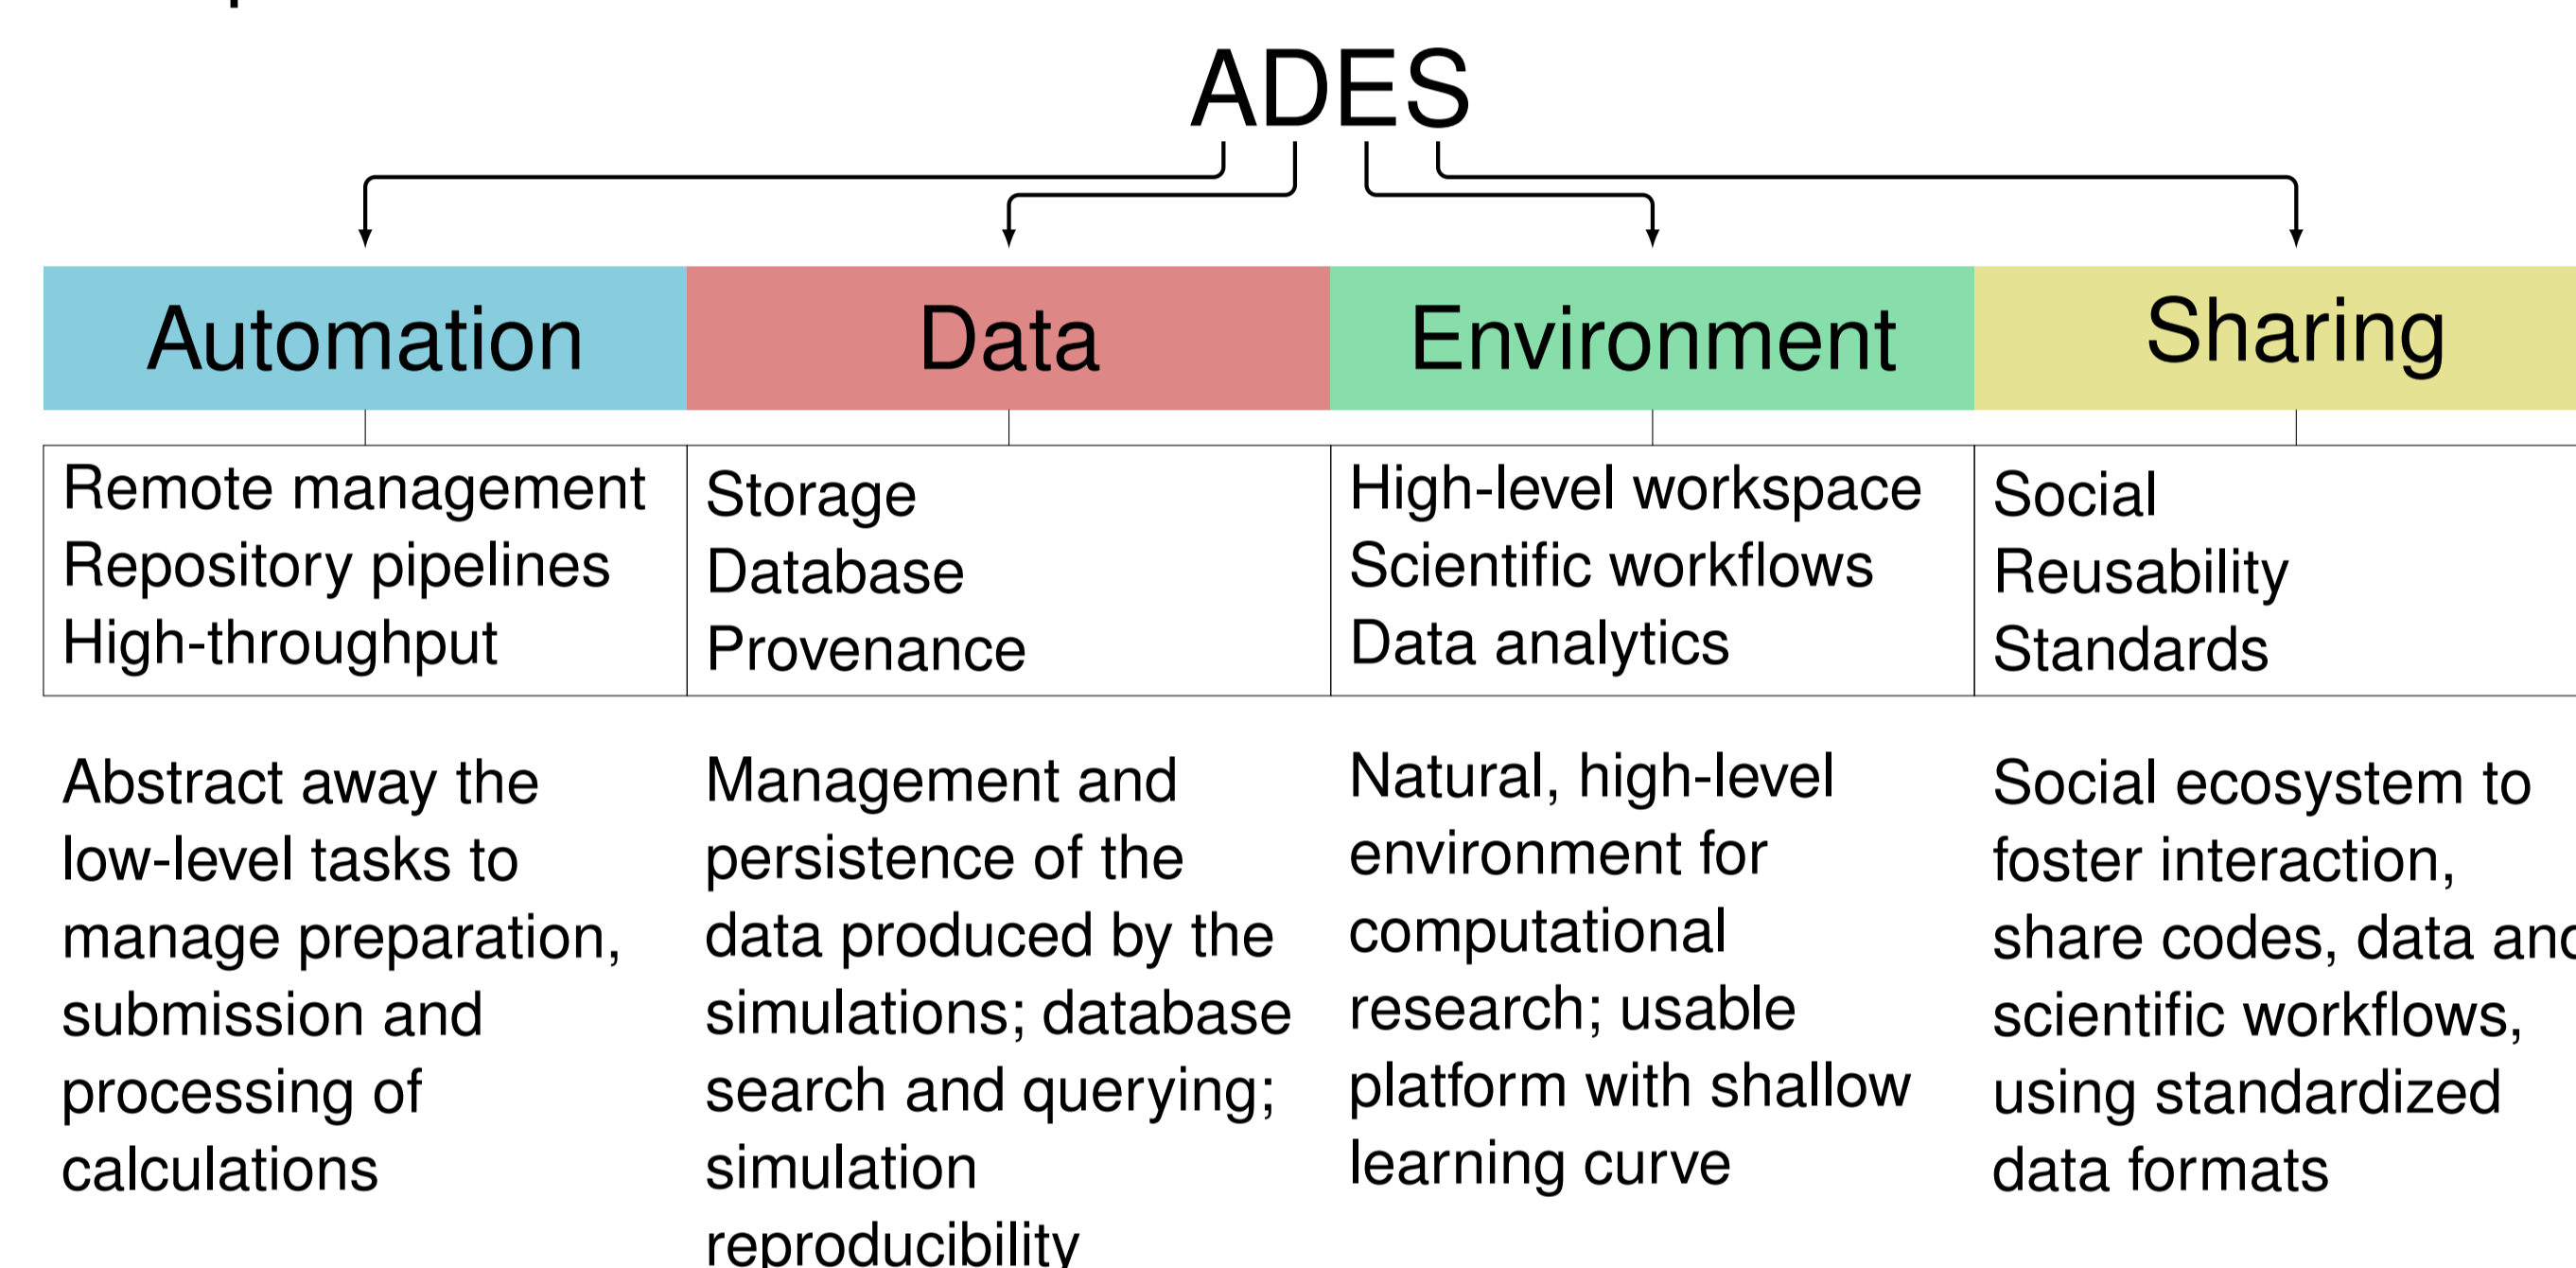 ADES
Automation
Data
Environment
Sharing
Remote management
Repository pipelines
High-throughput
Storage
Database
Provenance
High-level workspace
Scientific workflows
Data analytics
Social
Reusability
Standards
Abstract away the
low-level tasks to
manage preparation,
submission and
processing of
calculations
Management and
persistence of the
data produced by the
simulations; database
search and querying;
simulation
reproducibility
Natural, high-level
environment for
computational
research; usable
platform with shallow
learning curve
Social ecosystem to
foster interaction,
share codes, data and
scientific workflows,
using standardized
data formats